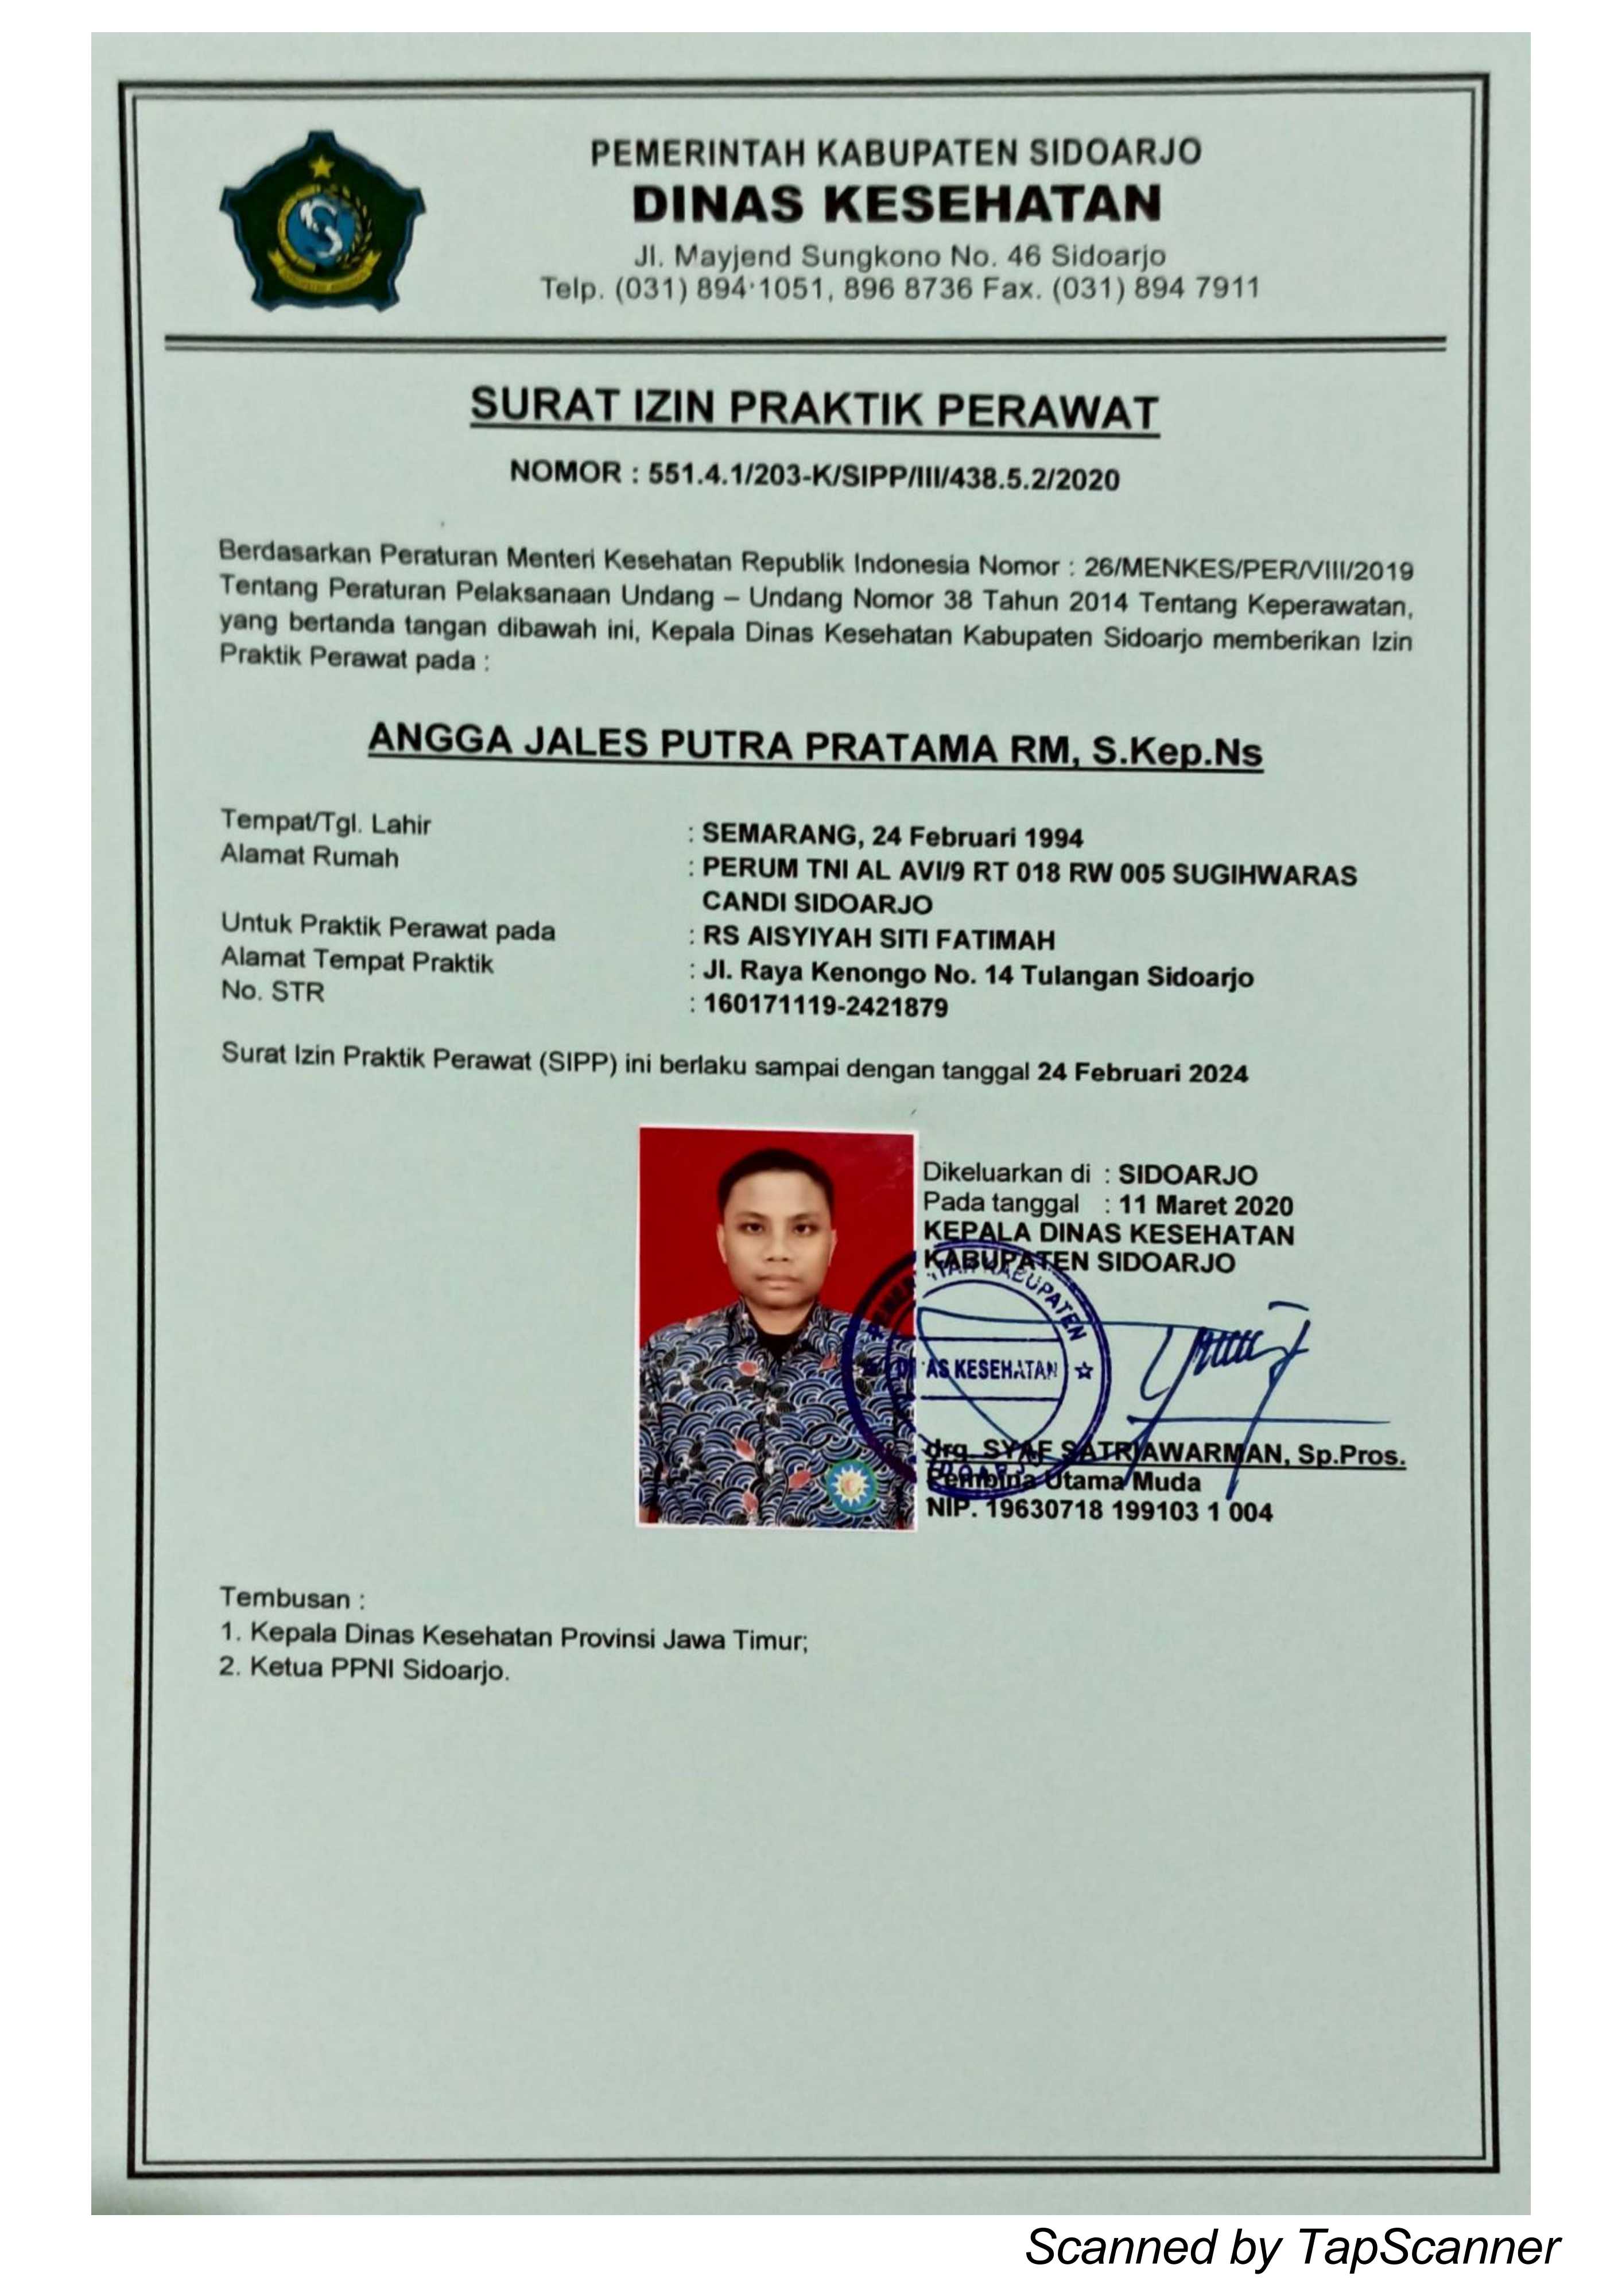 PEMERINTAH KABUPATEN SIDOARJO
DINAS KESEHATAN
Jl. Mayjend Sungkono No. 46 Sidoarjo
Telp. (031) 894 1051, 896 8736 Fax. (031) 894 7911
SURAT IZIN PRAKTIK PERAWAT
NOMOR : 551.4.1/203-K/SIPP/III/438.5.2/2020
Berdasarkan Peraturan Menteri Kesehatan Republik Indonesia Nomor : 26/MENKES/PER/VIII/2019
Tentang Peraturan Pelaksanaan Undang – Undang Nomor 38 Tahun 2014 Tentang Keperawatan,
yang bertanda tangan dibawah ini, Kepala Dinas Kesehatan Kabupaten Sidoarjo memberikan Izin
Praktik Perawat pada :
ANGGA JALES PUTRA PRATAMA RM, S.Kep.Ns
Tempat/Tgl. Lahir : SEMARANG, 24 Februari 1994
Alamat Rumah : PERUM TNI AL AVI/9 RT 018 RW 005 SUGIHWARAS
CANDI SIDOARJO
Untuk Praktik Perawat pada : RS AISYIYAH SITI FATIMAH
Alamat Tempat Praktik : Jl. Raya Kenongo No. 14 Tulangan Sidoarjo
No. STR : 160171119-2421879
Surat Izin Praktik Perawat (SIPP) ini berlaku sampai dengan tanggal 24 Februari 2024
Dikeluarkan di : SIDOARJO
Pada tanggal : 11 Maret 2020
KEPALA DINAS KESEHATAN
KABUPATEN SIDOARJO
KABUPATEN
DINAS KESEHATAN
SIDOARJO
drg. SYAF SATRIAWARMAN, Sp.Pros.
Pembina Utama Muda
NIP. 19630718 199103 1 004
Tembusan :
1. Kepala Dinas Kesehatan Provinsi Jawa Timur;
2. Ketua PPNI Sidoarjo.
Scanned by TapScanner